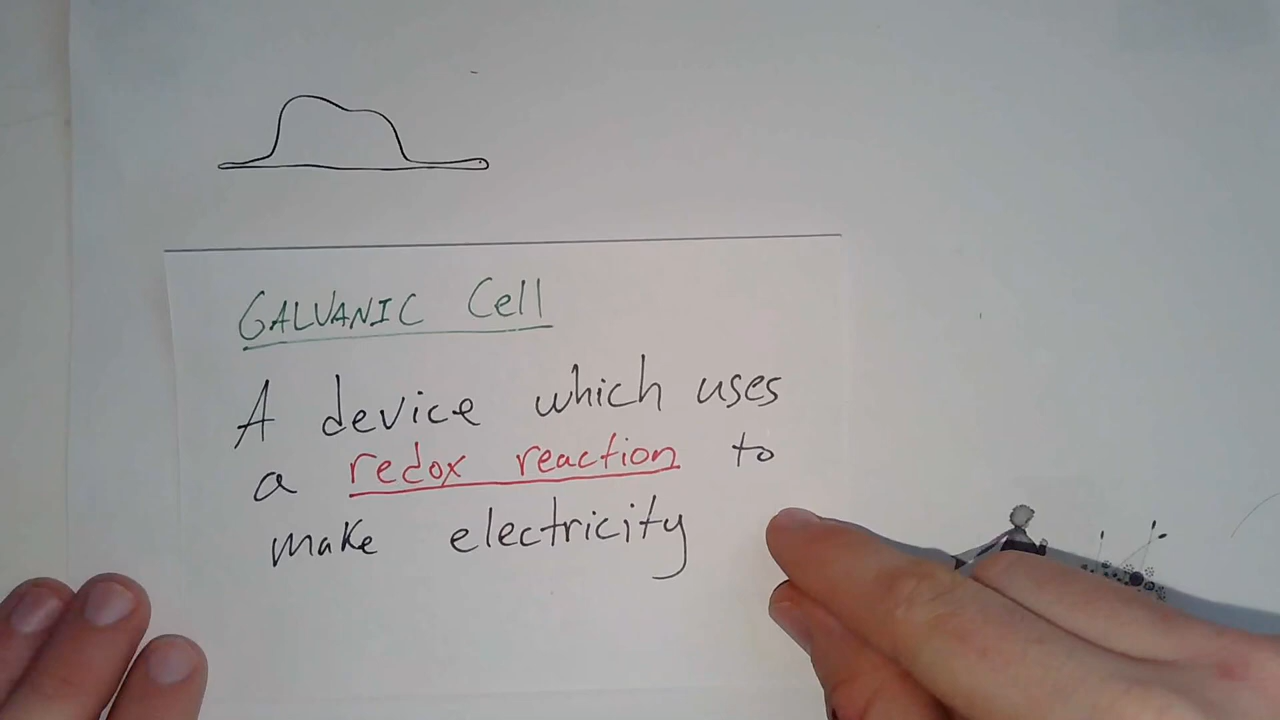 GALVANIC Cell
A device which uses
a redox reaction to
make electricity